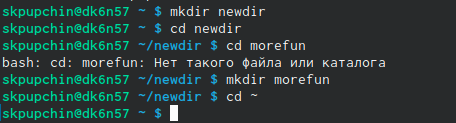 skpupchin@dk6n57 ~ $ mkdir newdir
skpupchin@dk6n57 ~ $ cd newdir
skpupchin@dk6n57 ~/newdir $ cd morefun
bash: cd: morefun: Нет такого файла или каталога
skpupchin@dk6n57 ~/newdir $ mkdir morefun
skpupchin@dk6n57 ~/newdir $ cd ~
skpupchin@dk6n57 ~ $